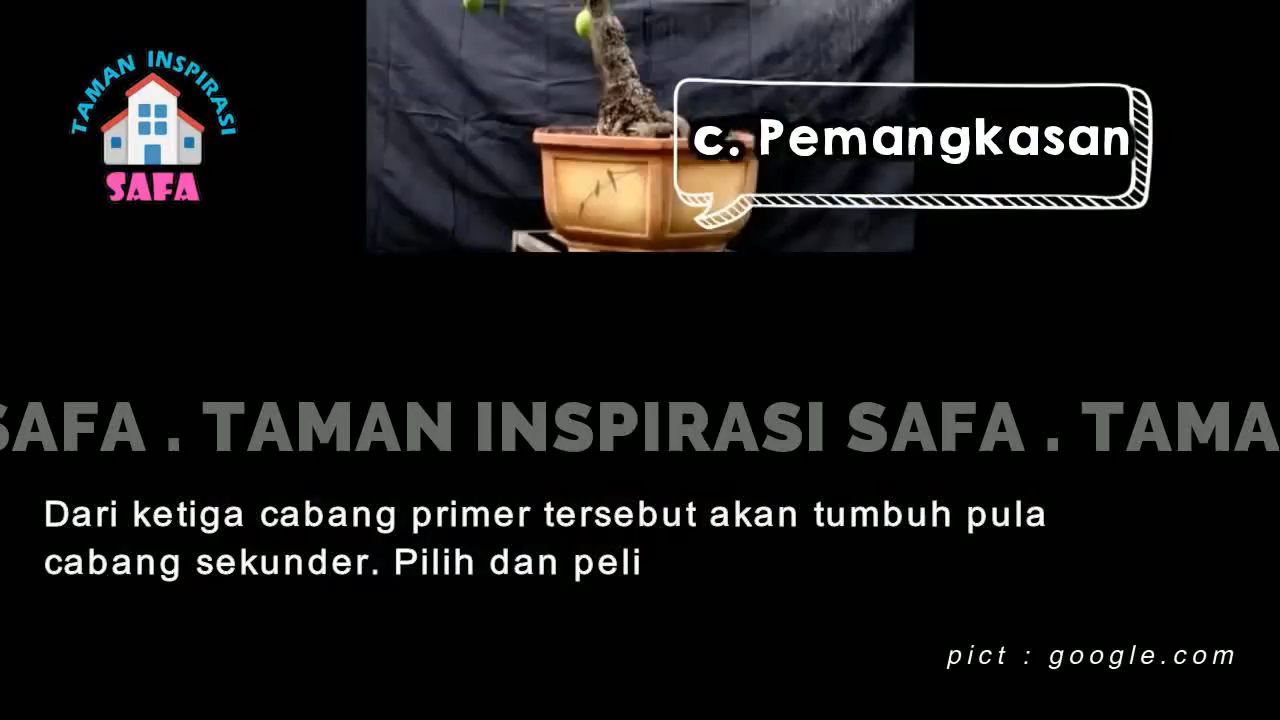 TAMAN INSPIRASI
SAFA
c. Pemangkasan
SAFA . TAMAN INSPIRASI SAFA . TAMA
Dari ketiga cabang primer tersebut akan tumbuh pula
cabang sekunder. Pilih dan peli
pict : google.com